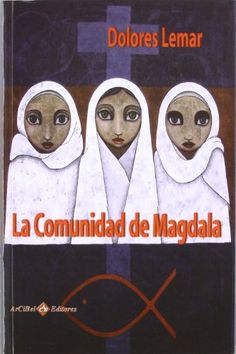 Dolores Lemar
La Comunidad de Magdala
ArCiBel Editores